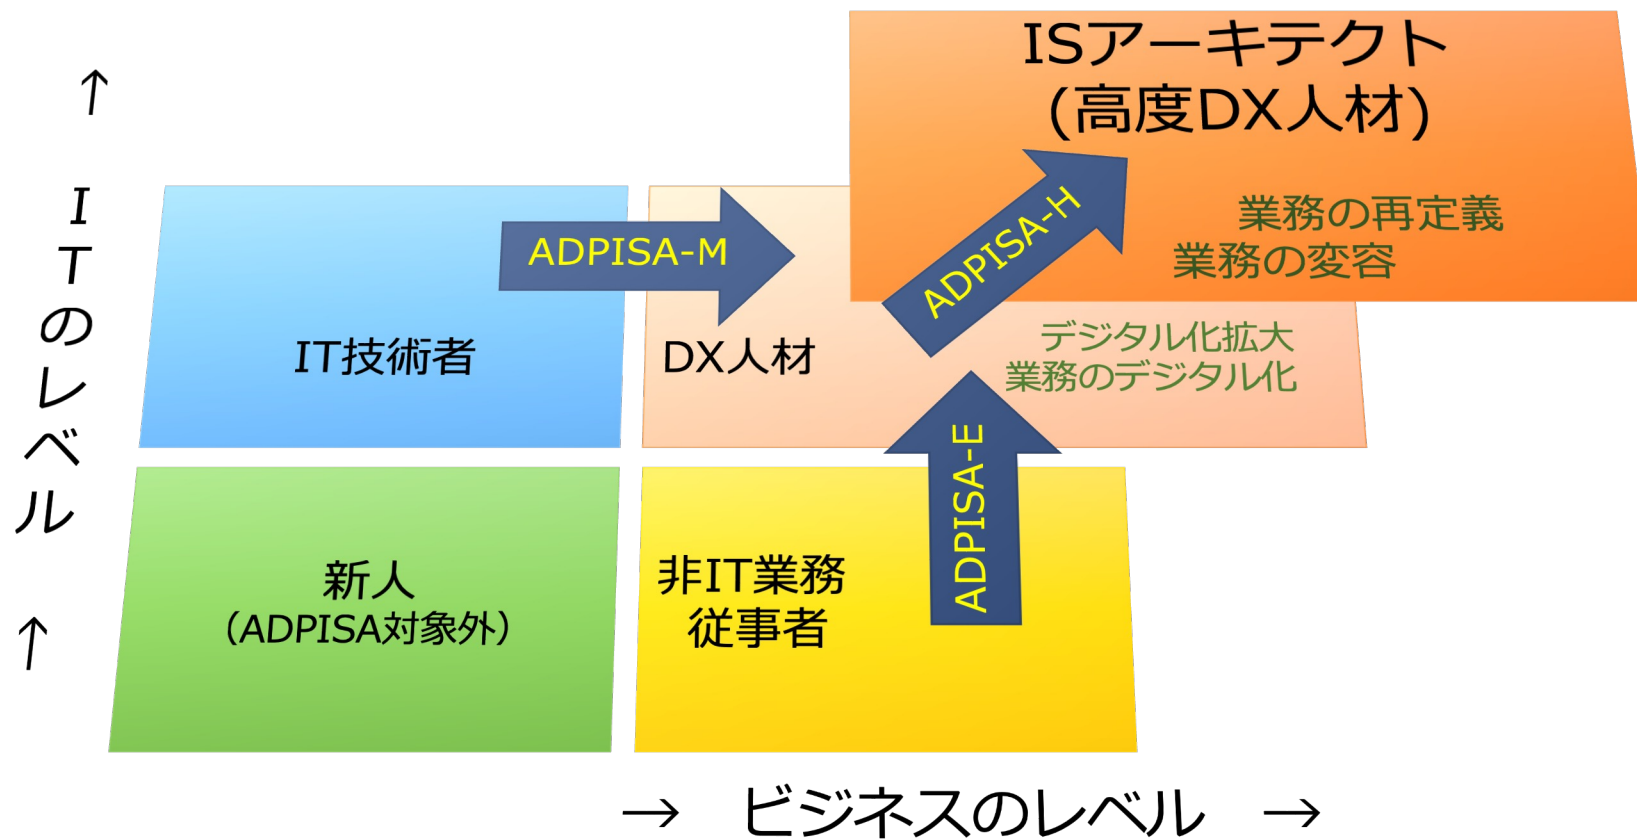 ISアーキテクト
(高度DX人材)
業務の再定義
業務の変容
ADPISA-H
ADPISA-M
IT技術者
DX人材
デジタル化拡大
業務のデジタル化
ADPISA-E
新人
（ADPISA対象外）
非IT業務
従事者
↑ ITのレベル ↑
→ ビジネスのレベル →